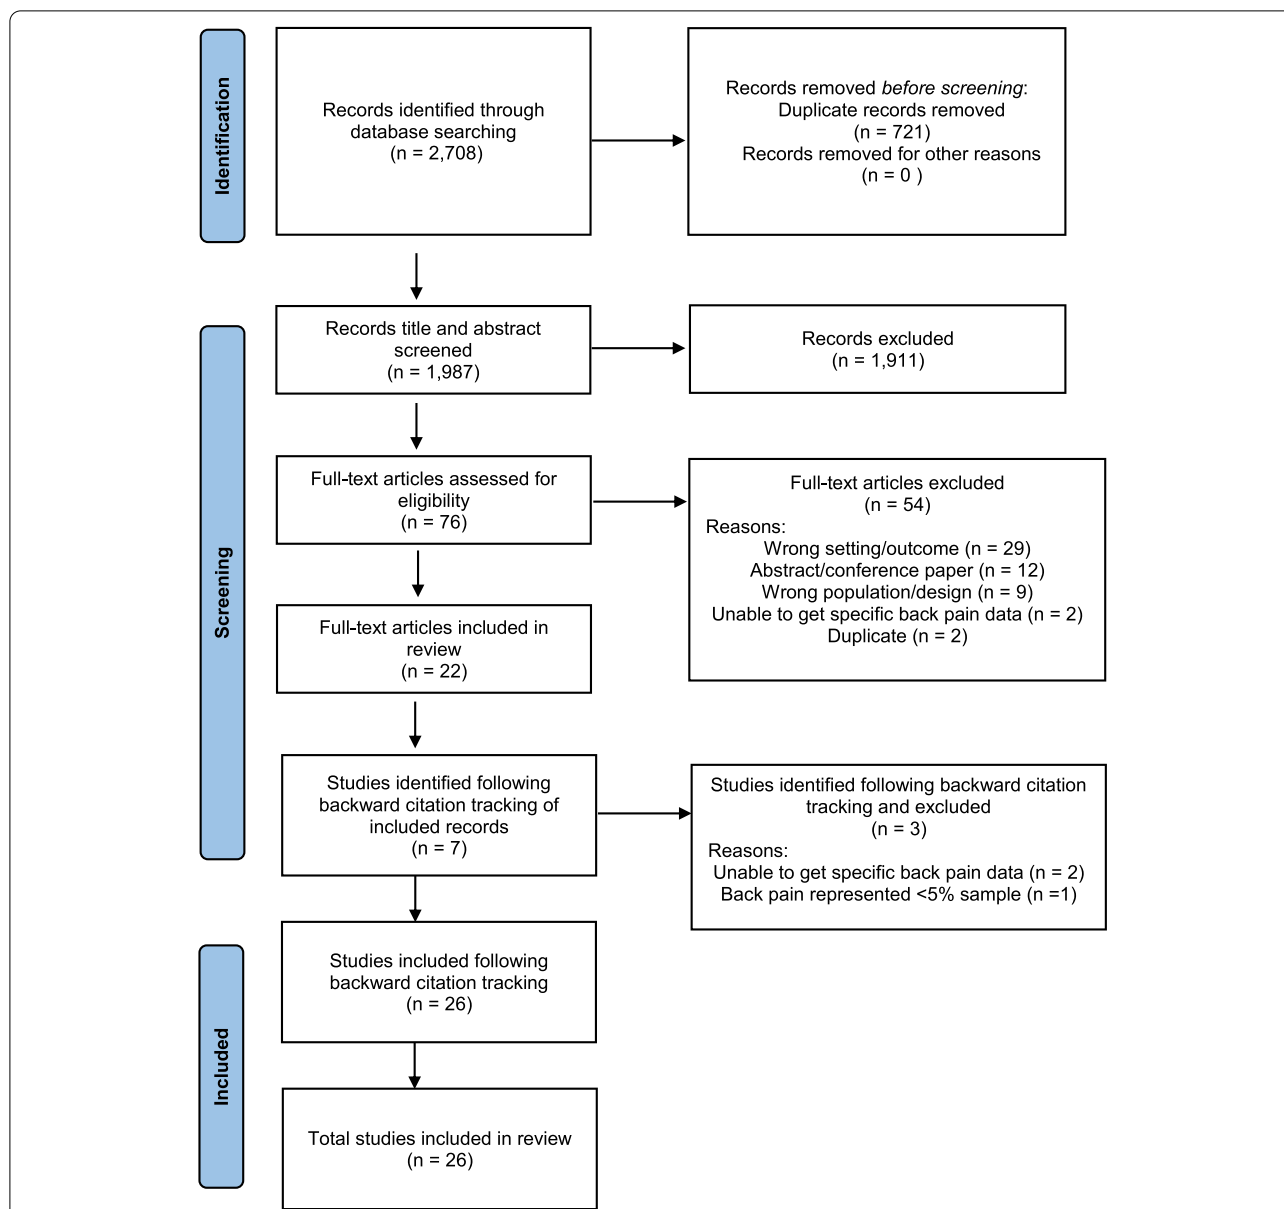 Identification
Records identified through
database searching
(n = 2,708)
Records removed before screening:
Duplicate records removed
(n = 721)
Records removed for other reasons
(n = 0 )
Screening
Records title and abstract
screened
(n = 1,987)
Records excluded
(n = 1,911)
Full-text articles assessed for
eligibility
(n = 76)
Full-text articles excluded
(n = 54)
Reasons:
Wrong setting/outcome (n = 29)
Abstract/conference paper (n = 12)
Wrong population/design (n = 9)
Unable to get specific back pain data (n = 2)
Duplicate (n = 2)
Full-text articles included in
review
(n = 22)
Studies identified following
backward citation tracking of
included records
(n = 7)
Studies identified following backward citation
tracking and excluded
(n = 3)
Reasons:
Unable to get specific back pain data (n = 2)
Back pain represented <5% sample (n =1)
Included
Studies included following
backward citation tracking
(n = 26)
Total studies included in review
(n = 26)